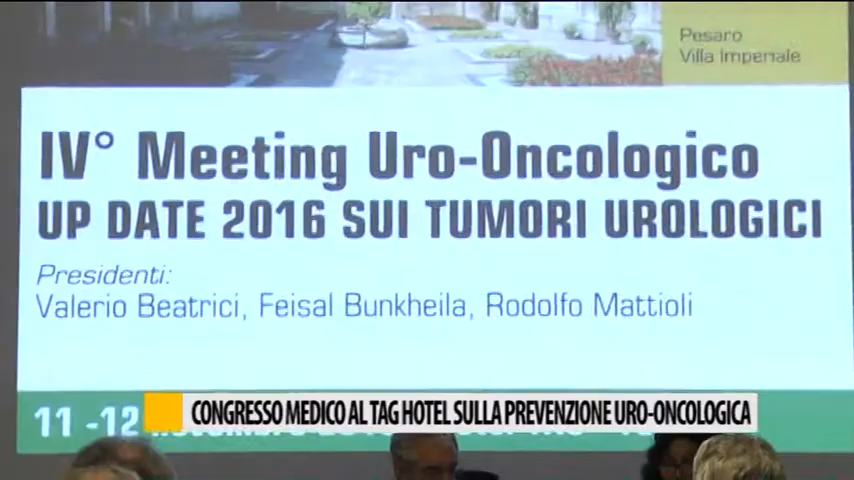 Pesaro
Villa Imperiale
IV° Meeting Uro-Oncologico
UP DATE 2016 SUI TUMORI UROLOGICI
Presidenti:
Valerio Beatrici, Feisal Bunkheila, Rodolfo Mattioli
11 -12
CONGRESSO MEDICO AL TAG HOTEL SULLA PREVENZIONE URO-ONCOLOGICA